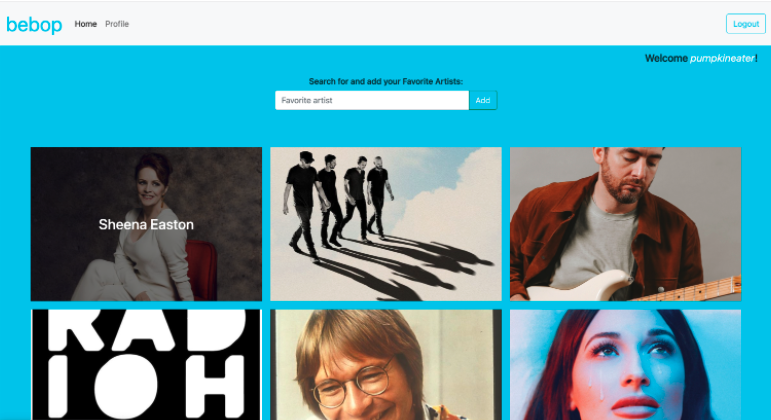 bebop Home Profile Logout
Welcome pumpkineater!
Search for and add your Favorite Artists:
Favorite artist Add
Sheena Easton
RAD
IOH